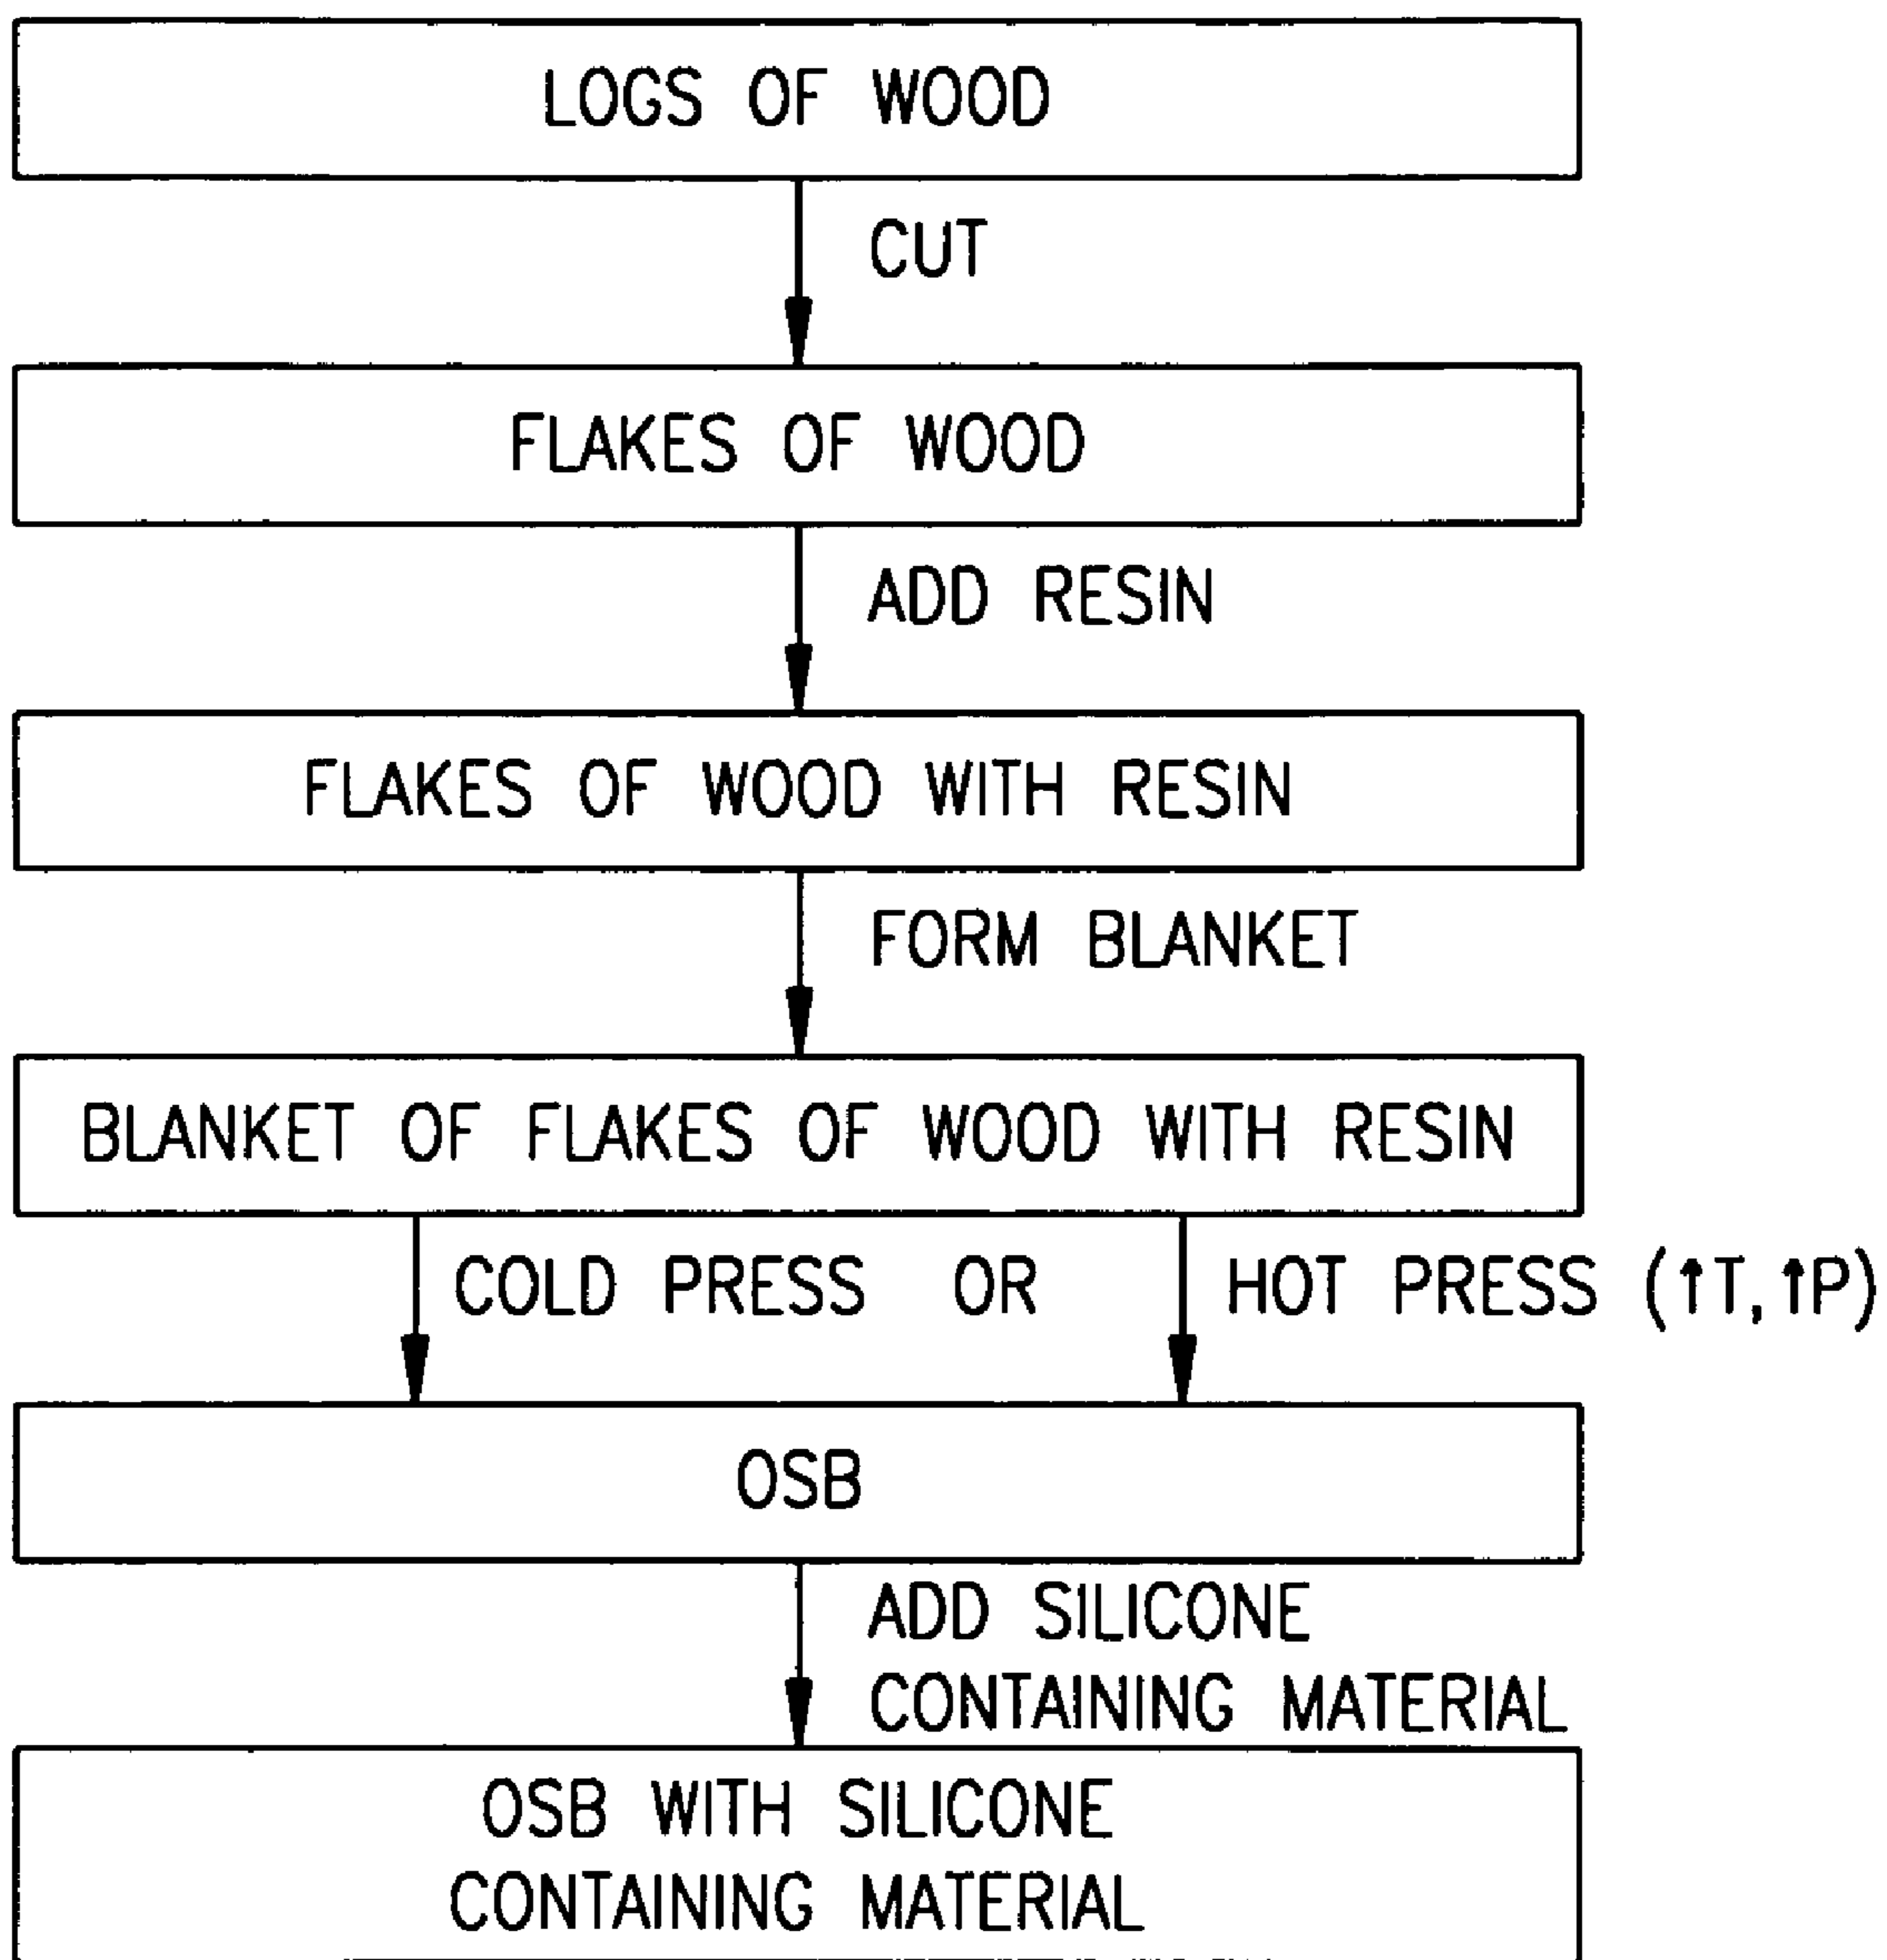 LOGS OF WOOD
CUT
FLAKES OF WOOD
ADD RESIN
FLAKES OF WOOD WITH RESIN
FORM BLANKET
BLANKET OF FLAKES OF WOOD WITH RESIN
COLD PRESS OR HOT PRESS (↑T, ↑P)
OSB
ADD SILICONE
CONTAINING MATERIAL
OSB WITH SILICONE
CONTAINING MATERIAL